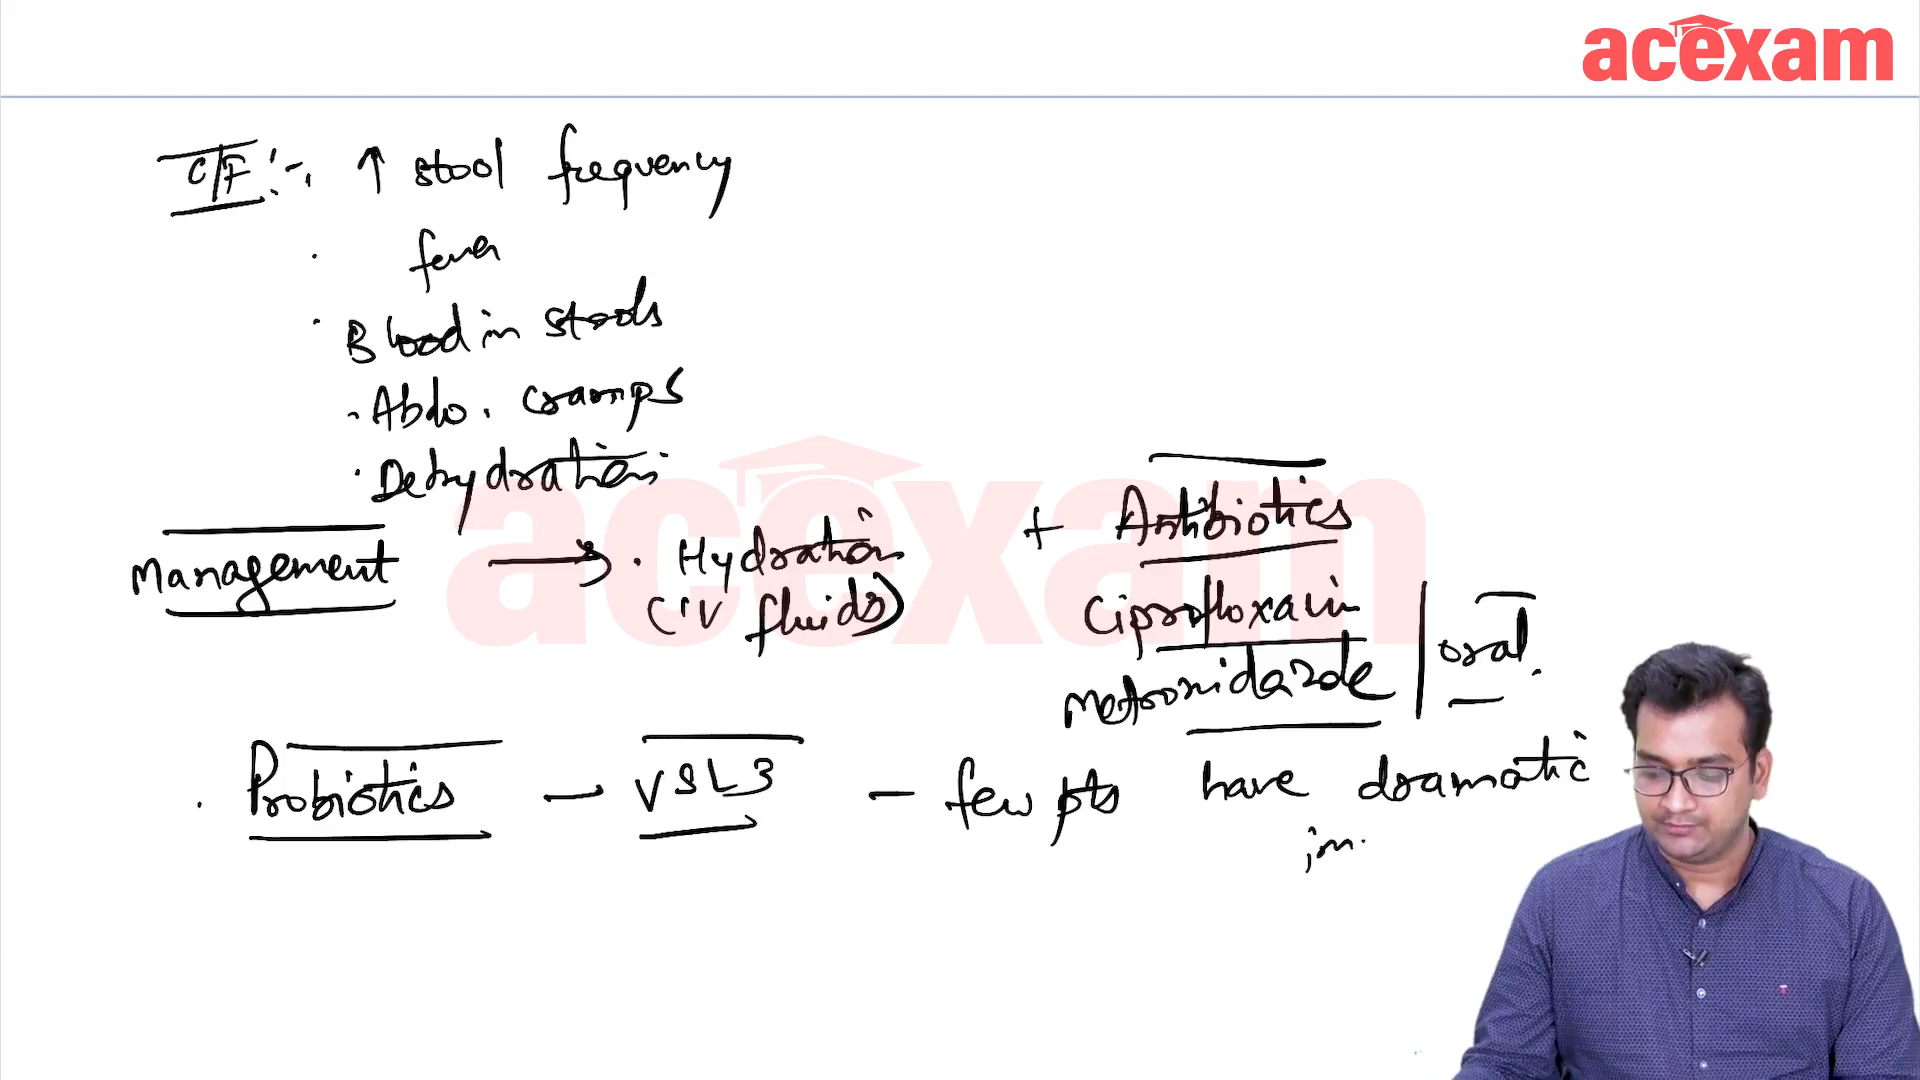 acexam
C/F :- ↑ stool frequency
· fever
· Blood in stools
· Abdo. cramps
· Dehydration
Management → · Hydration + Antibiotics
(IV fluids) Ciprofloxacin
Metronidazole | oral.
· Probiotics – VSL3 – few pts have dramatic
im.
acexam